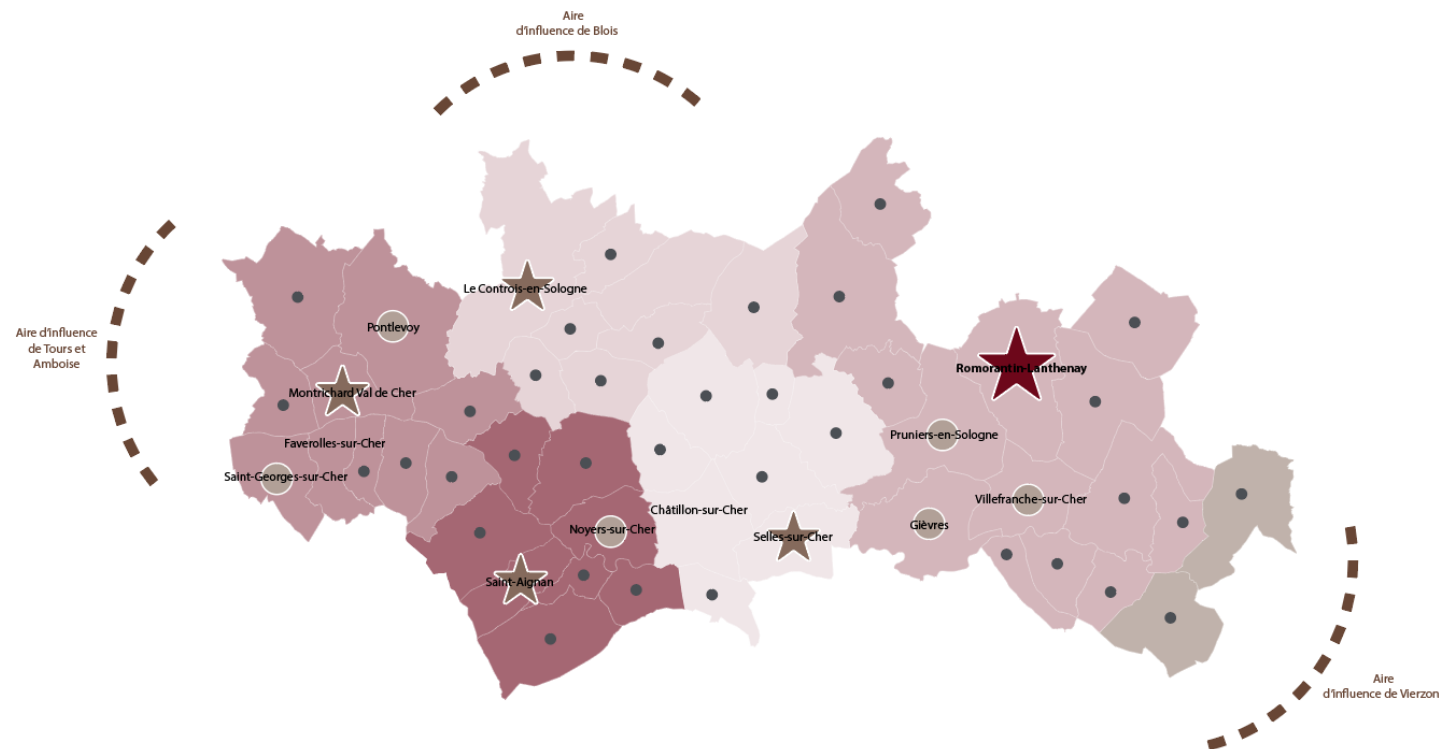 Aire
d'influence de Blois
Aire d'influence
de Tours et
Amboise
Le Controis-en-Sologne
Pontlevoy
Romorantin-Lanthenay
Montrichard Val de Cher
Pruniers-en-Sologne
Faverolles-sur-Cher
Saint-Georges-sur-Cher
Villefranche-sur-Cher
Châtillon-sur-Cher
Gièvres
Noyers-sur-Cher
Selles-sur-Cher
Saint-Aignan
Aire
d'influence de Vierzon